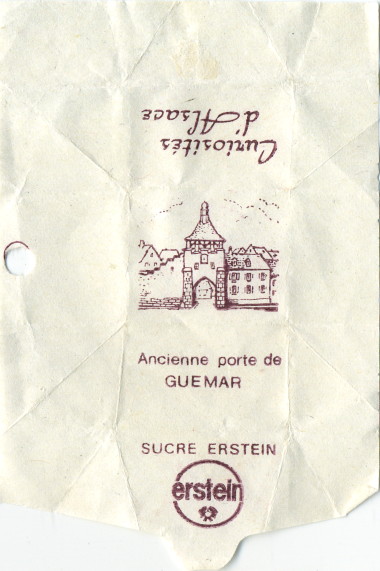 Curiosités
d'Alsace
Ancienne porte de
GUEMAR
SUCRE ERSTEIN
erstein